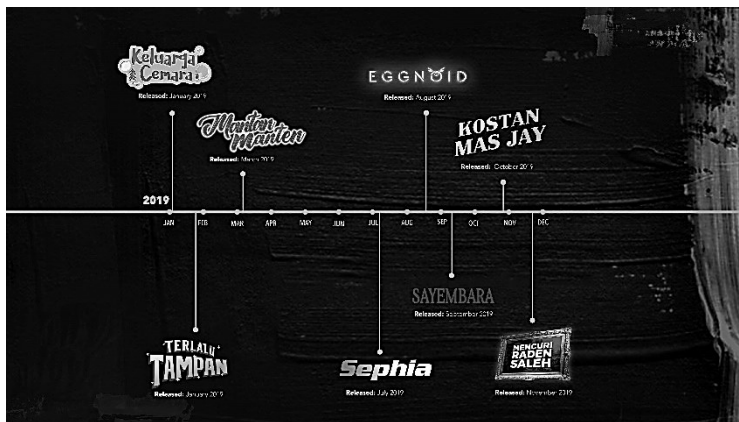 Keluarga
Cemara
Released: January 2019
Mantan
Manten
Released: March 2019
EGGNOID
Released: August 2019
KOSTAN
MAS JAY
Released: October 2019
2019
JAN FEB MAR APR MAY JUN JUL AUG SEP OCT NOV DEC
TERLALU
TAMPAN
Released: January 2019
Sephia
Released: July 2019
SAYEMBARA
Released: September 2019
MENCURI
RADEN
SALEH
Released: November 2019